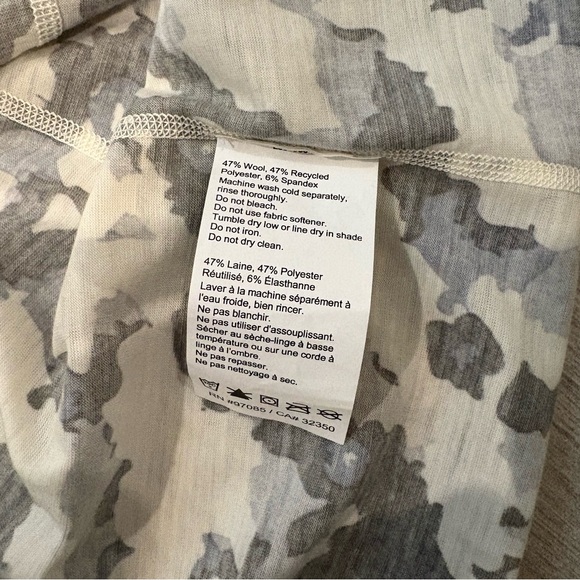 47% Wool, 47% Recycled
Polyester, 6% Spandex
Machine wash cold separately,
rinse thoroughly.
Do not bleach.
Do not use fabric softener.
Tumble dry low or line dry in shade
Do not iron.
Do not dry clean.
47% Laine, 47% Polyester
Réutilisé, 6% Élasthanne
Laver à la machine séparément à
l'eau froide, bien rincer.
Ne pas blanchir.
Ne pas utiliser d'assouplissant.
Sécher au sèche-linge à basse
température ou sur une corde à
linge à l'ombre.
Ne pas repasser.
Ne pas nettoyage à sec.
RN #97085 / CA# 32350